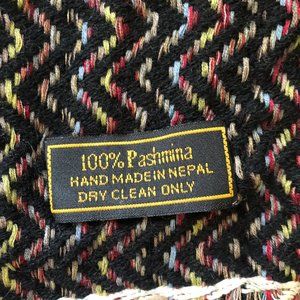 100% Pashmina
HAND MADE IN NEPAL
DRY CLEAN ONLY